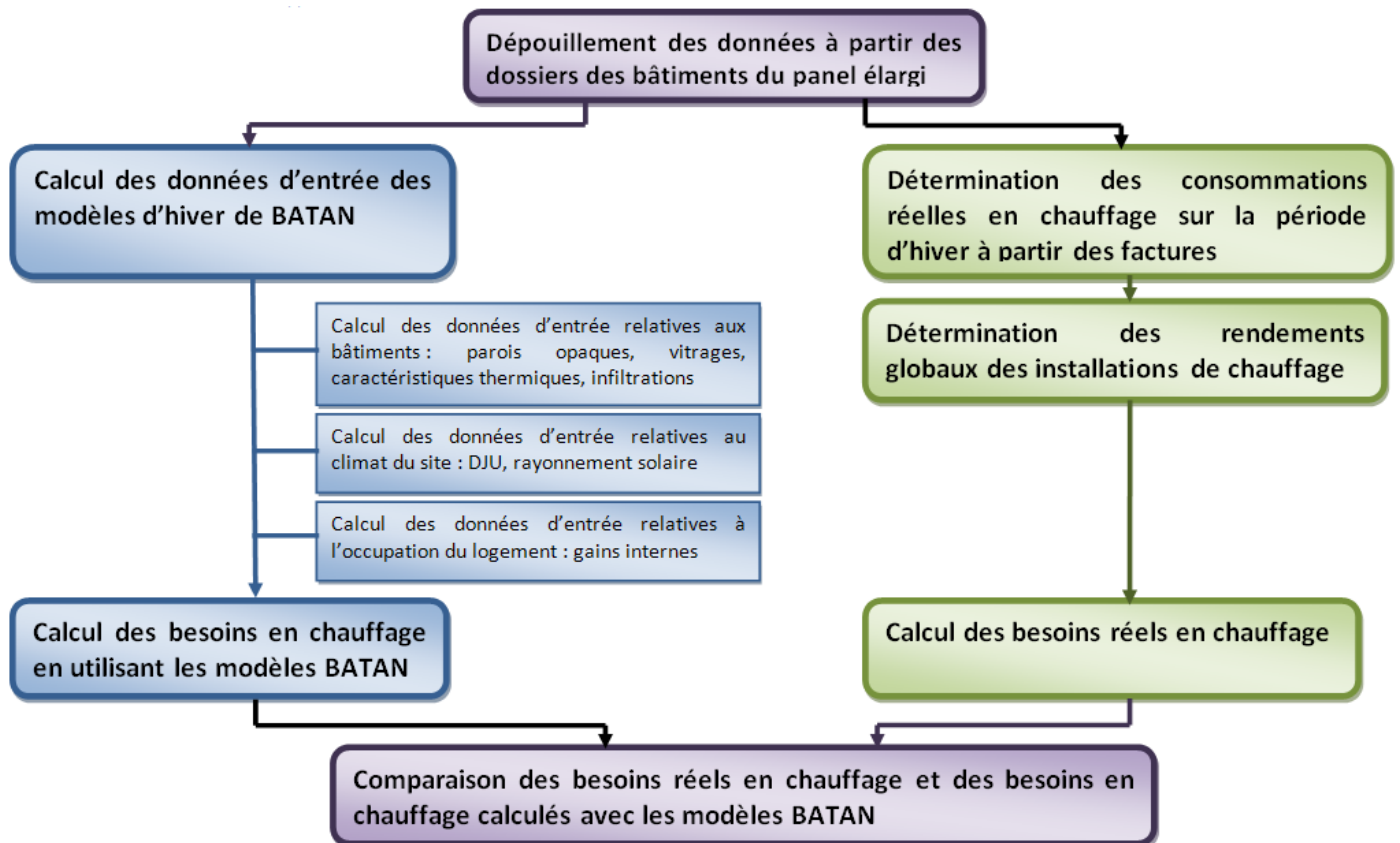 Dépouillement des données à partir des
dossiers des bâtiments du panel élargi
Calcul des données d'entrée des
modèles d'hiver de BATAN
Calcul des données d'entrée relatives aux
bâtiments : parois opaques, vitrages,
caractéristiques thermiques, infiltrations
Calcul des données d'entrée relatives au
climat du site : DJU, rayonnement solaire
Calcul des données d'entrée relatives à
l'occupation du logement : gains internes
Calcul des besoins en chauffage
en utilisant les modèles BATAN
Détermination des consommations
réelles en chauffage sur la période
d'hiver à partir des factures
Détermination des rendements
globaux des installations de chauffage
Calcul des besoins réels en chauffage
Comparaison des besoins réels en chauffage et des besoins en
chauffage calculés avec les modèles BATAN